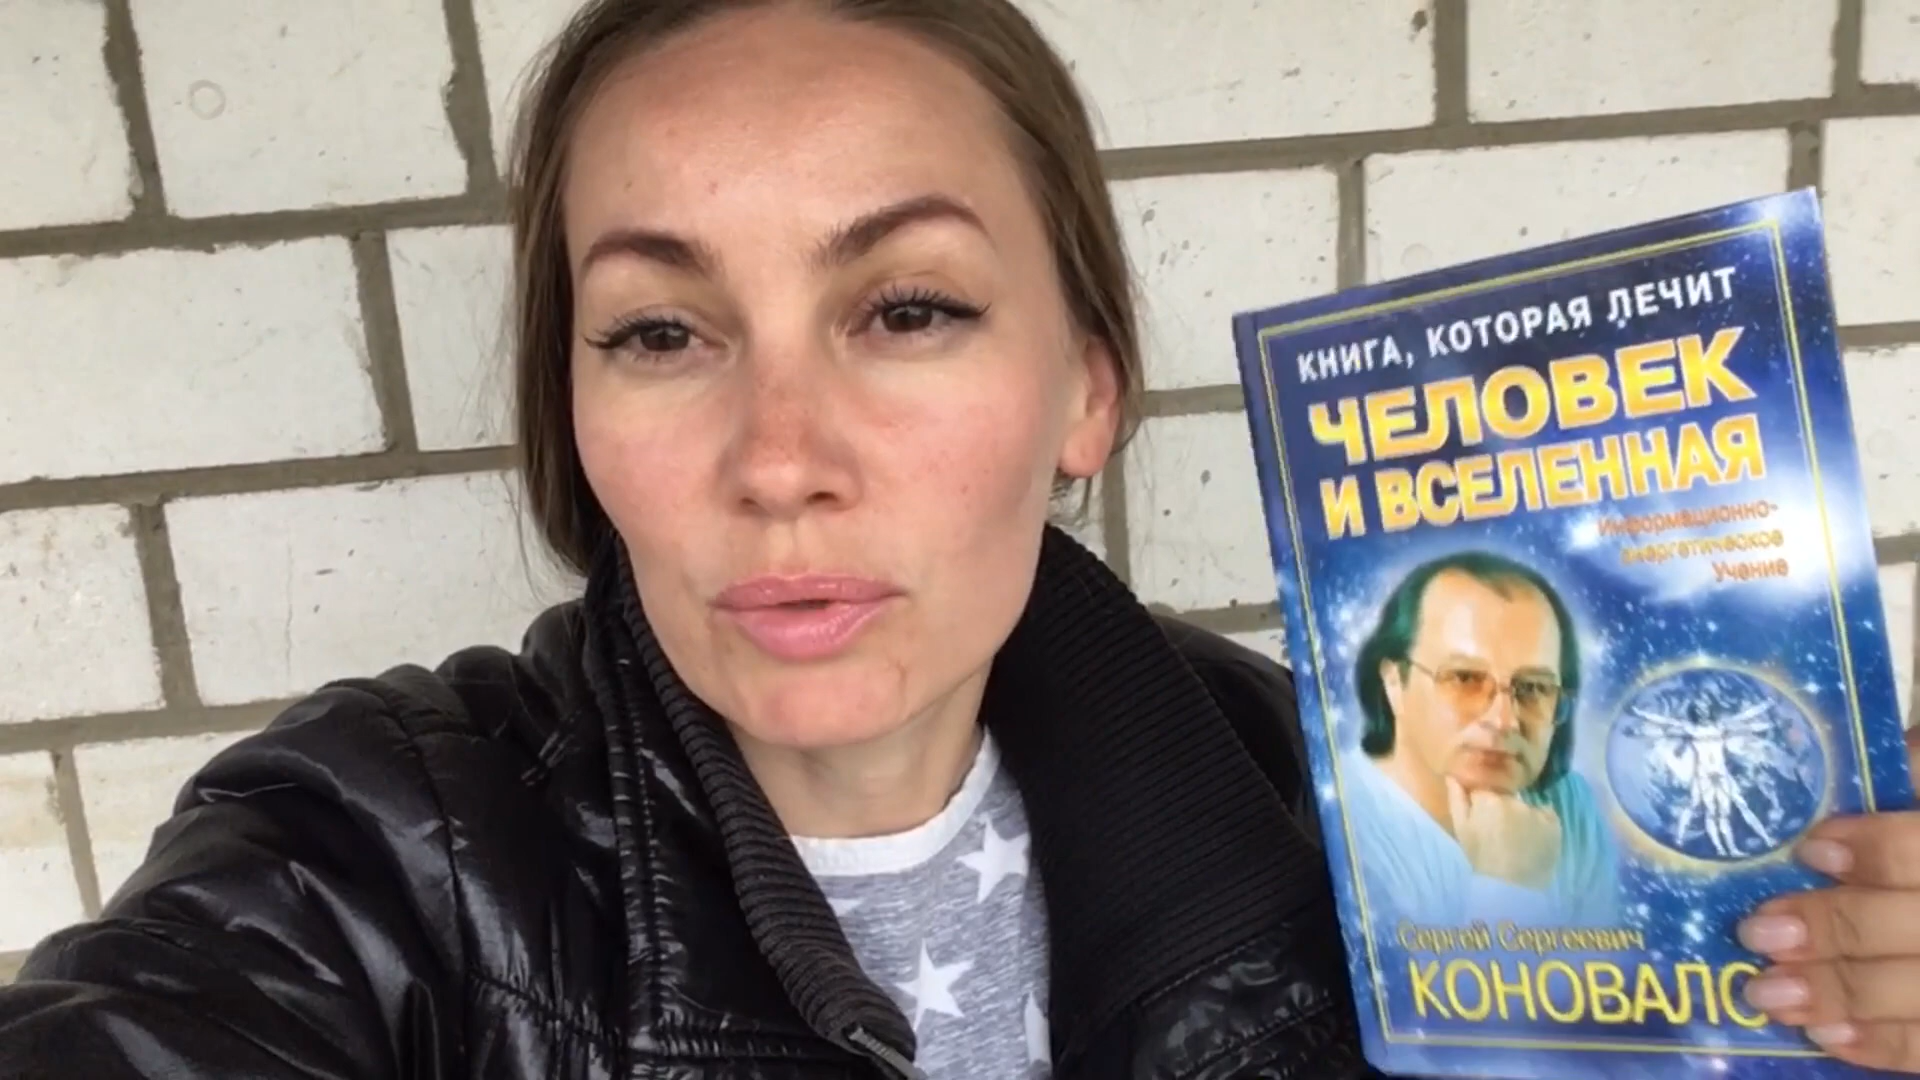 КНИГА, КОТОРАЯ ЛЕЧИТ
ЧЕЛОВЕК
И ВСЕЛЕННАЯ
Информационно-
энергетическое
Учение
Сергей Сергеевич
КОНОВАЛО